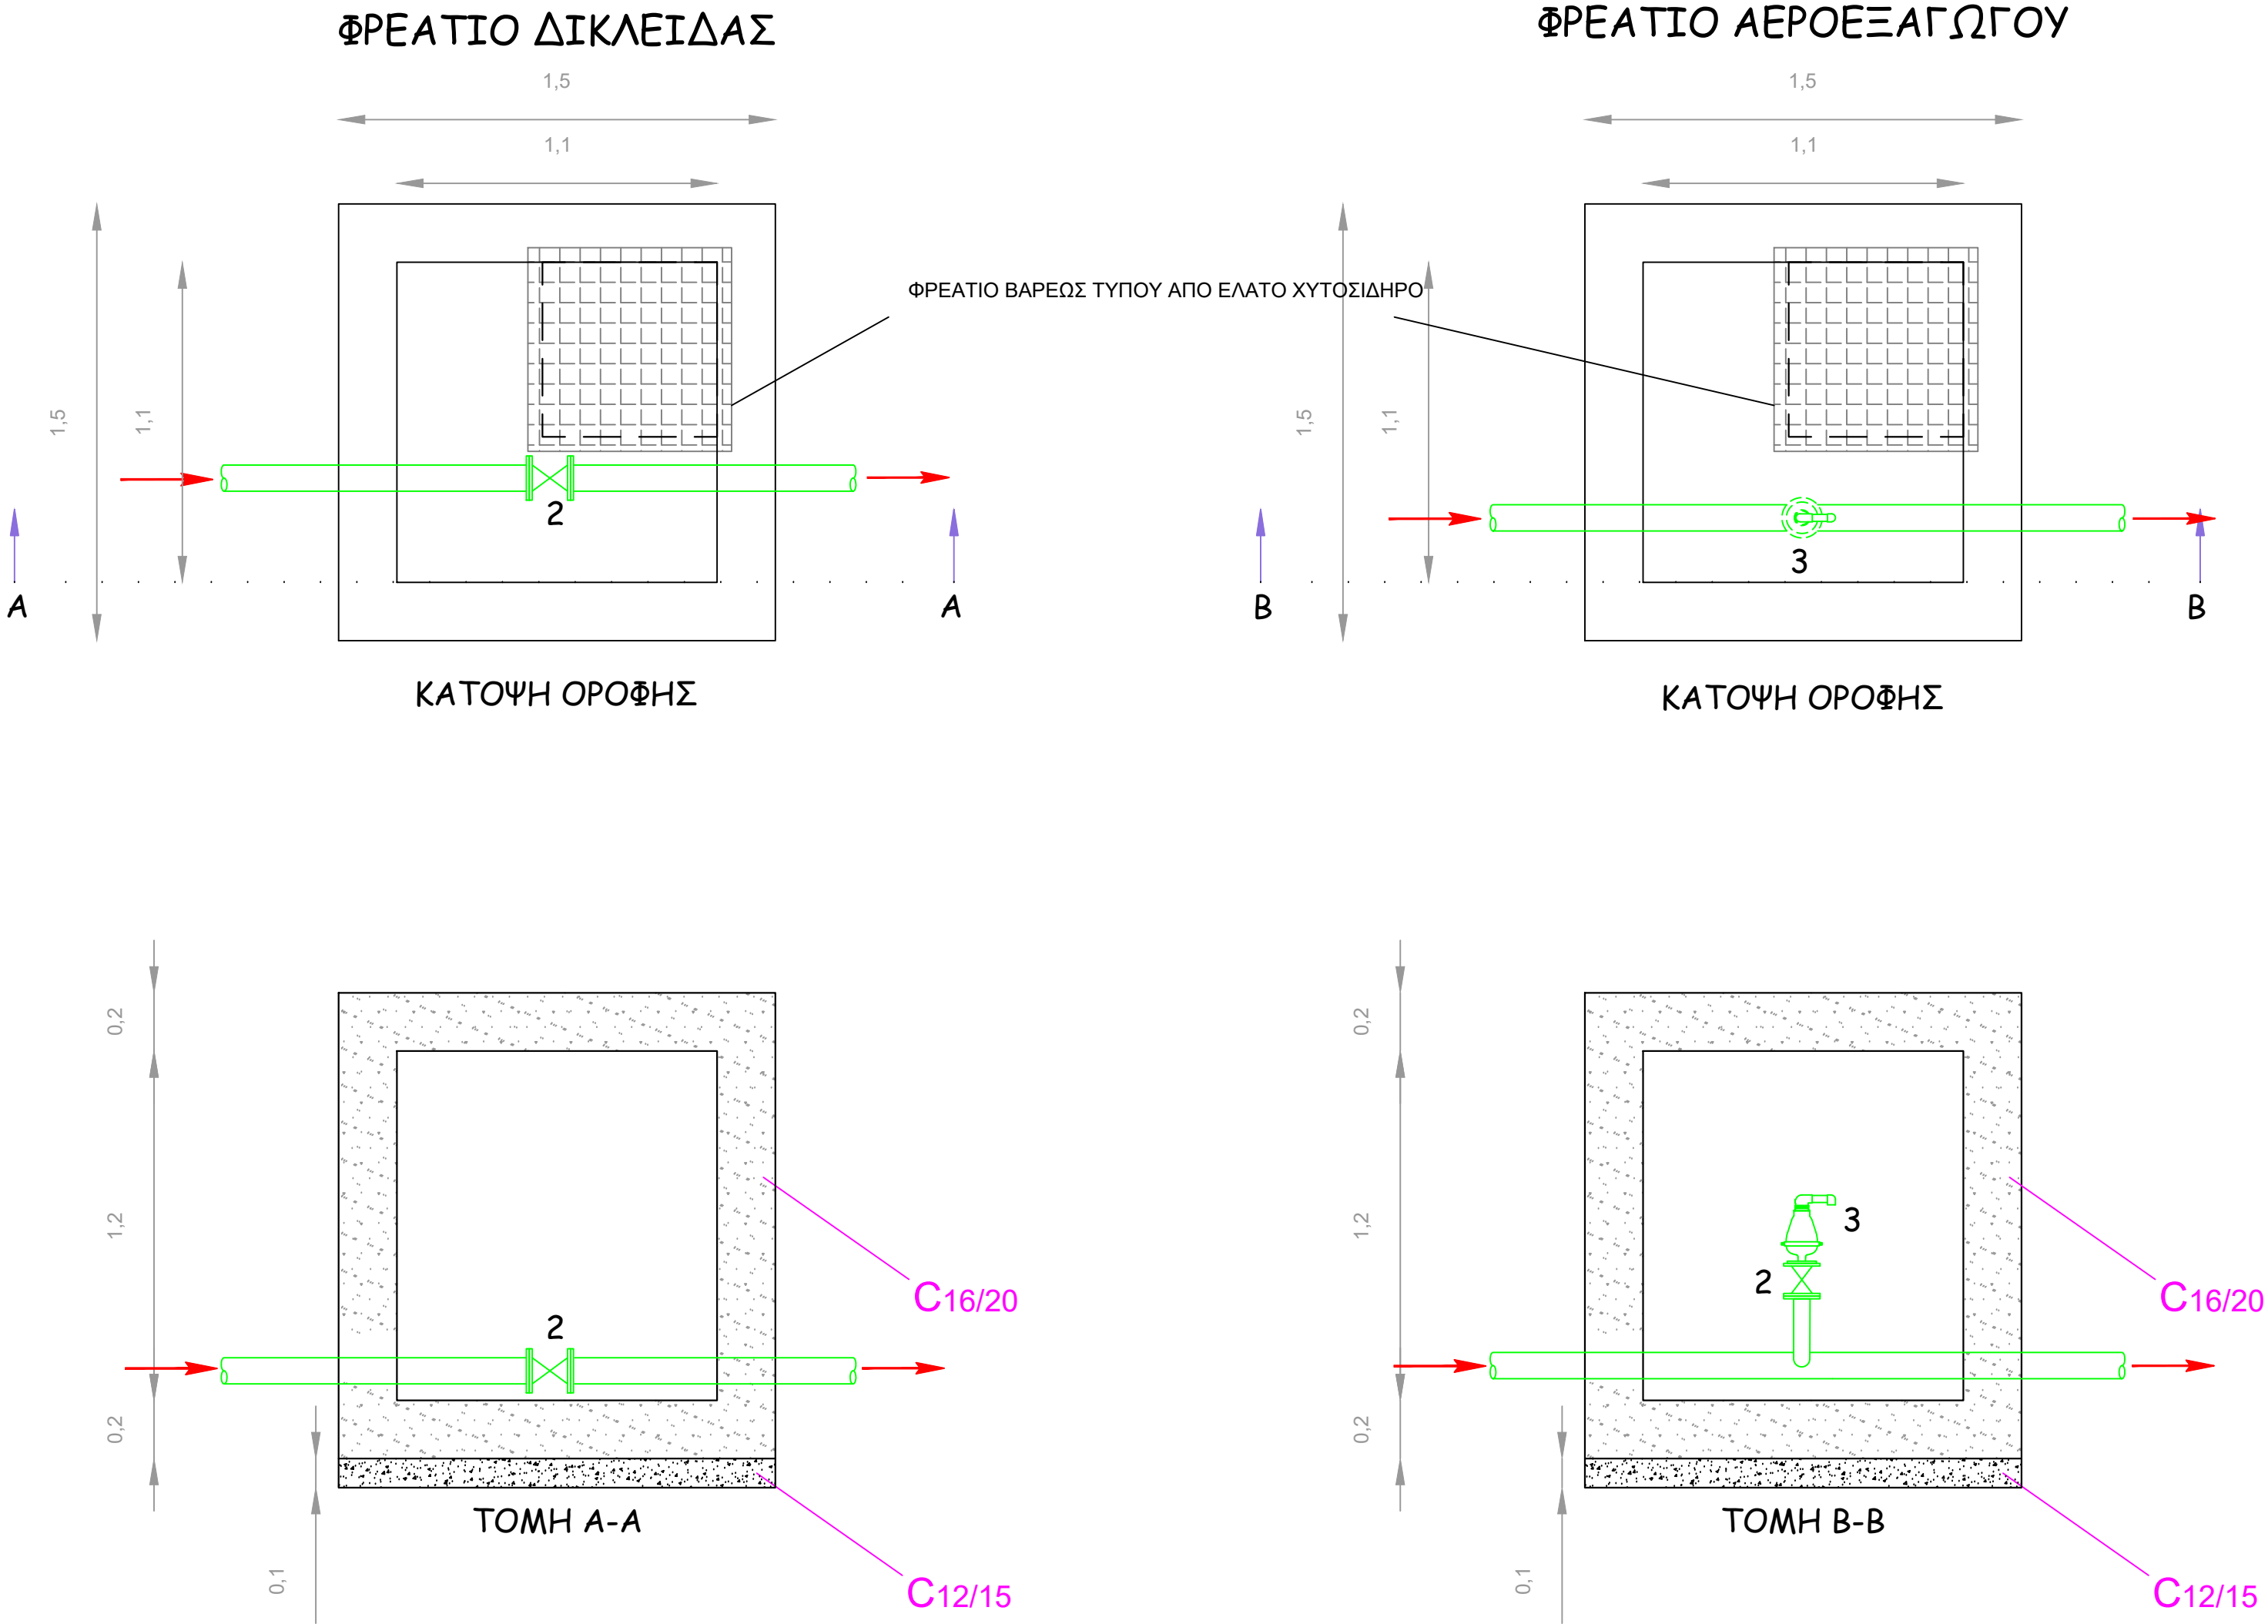 ΦΡΕΑΤΙΟ ΔΙΚΛΕΙΔΑΣ
1,5
1,1
1,5
1,1
2
Α
Α
ΚΑΤΟΨΗ ΟΡΟΦΗΣ
ΦΡΕΑΤΙΟ ΒΑΡΕΩΣ ΤΥΠΟΥ ΑΠΟ ΕΛΑΤΟ ΧΥΤΟΣΙΔΗΡΟ
ΦΡΕΑΤΙΟ ΑΕΡΟΕΞΑΓΩΓΟΥ
1,5
1,1
1,5
1,1
3
Β
Β
ΚΑΤΟΨΗ ΟΡΟΦΗΣ
0,2
1,2
0,2
0,1
2
C16/20
C12/15
ΤΟΜΗ Α-Α
0,2
1,2
0,2
0,1
3
2
C16/20
C12/15
ΤΟΜΗ Β-Β